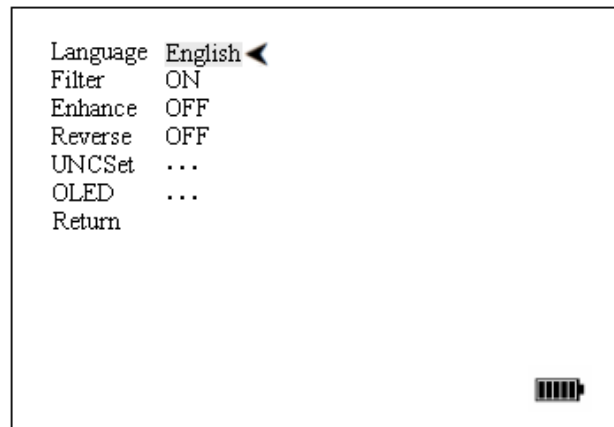 Language English
Filter ON
Enhance OFF
Reverse OFF
UNCSet ...
OLED ...
Return